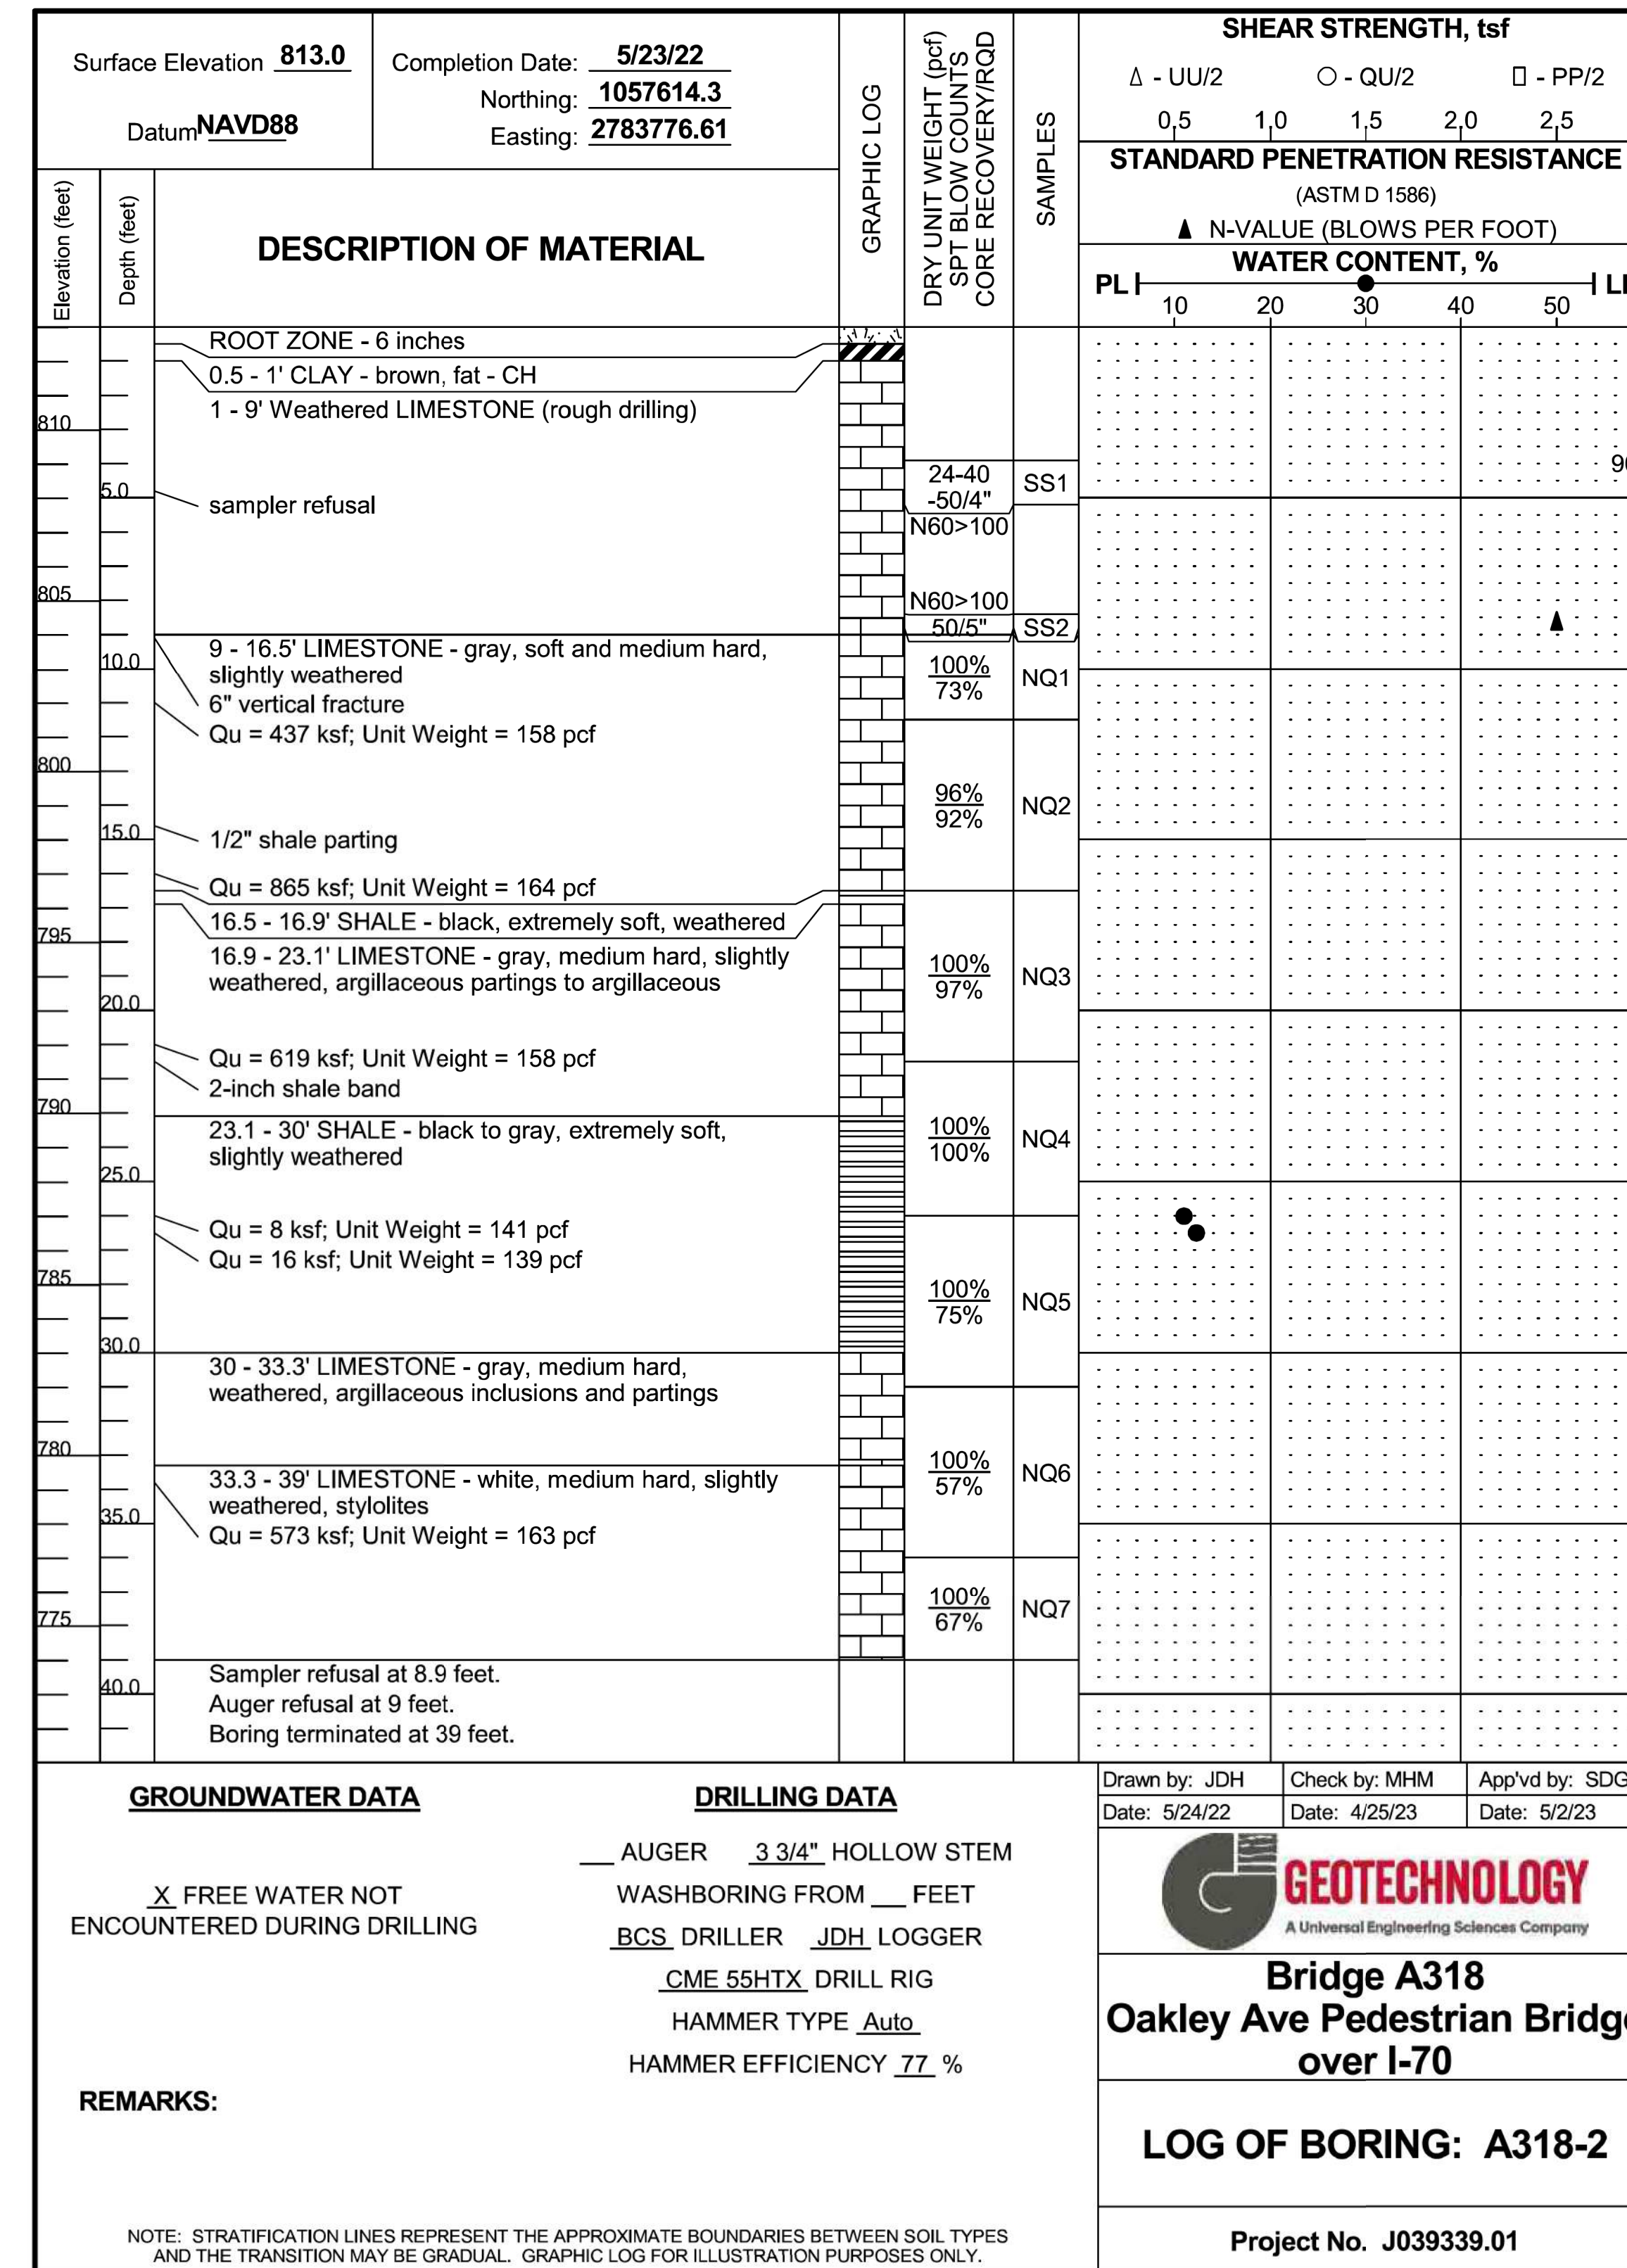 Surface Elevation 813.0
Datum NAVD88
Completion Date: 5/23/22
Northing: 1057614.3
Easting: 2783776.61
GRAPHIC LOG
DRY UNIT WEIGHT (pcf)
SPT BLOW COUNTS
CORE RECOVERY/RQD
SAMPLES
SHEAR STRENGTH, tsf
Δ - UU/2 ○ - QU/2 □ - PP/2
0.5 1.0 1.5 2.0 2.5
STANDARD PENETRATION RESISTANCE
(ASTM D 1586)
▲ N-VALUE (BLOWS PER FOOT)
WATER CONTENT, %
PL
10 20 30 40 50
Elevation (feet)
Depth (feet)
DESCRIPTION OF MATERIAL
ROOT ZONE - 6 inches
0.5 - 1' CLAY - brown, fat - CH
1 - 9' Weathered LIMESTONE (rough drilling)
810
24-40
-50/4"
SS1
5.0
sampler refusal
N60>100
805
N60>100
50/5"
SS2
9 - 16.5' LIMESTONE - gray, soft and medium hard,
slightly weathered
10.0
100%
73%
NQ1
6" vertical fracture
Qu = 437 ksf; Unit Weight = 158 pcf
800
96%
92%
NQ2
15.0
1/2" shale parting
Qu = 865 ksf; Unit Weight = 164 pcf
16.5 - 16.9' SHALE - black, extremely soft, weathered
795
16.9 - 23.1' LIMESTONE - gray, medium hard, slightly
weathered, argillaceous partings to argillaceous
100%
97%
NQ3
20.0
Qu = 619 ksf; Unit Weight = 158 pcf
2-inch shale band
790
23.1 - 30' SHALE - black to gray, extremely soft,
slightly weathered
100%
100%
NQ4
25.0
Qu = 8 ksf; Unit Weight = 141 pcf
Qu = 16 ksf; Unit Weight = 139 pcf
785
100%
75%
NQ5
30.0
30 - 33.3' LIMESTONE - gray, medium hard,
weathered, argillaceous inclusions and partings
780
100%
57%
NQ6
33.3 - 39' LIMESTONE - white, medium hard, slightly
weathered, stylolites
35.0
Qu = 573 ksf; Unit Weight = 163 pcf
100%
67%
NQ7
775
Sampler refusal at 8.9 feet.
40.0
Auger refusal at 9 feet.
Boring terminated at 39 feet.
GROUNDWATER DATA
X FREE WATER NOT
ENCOUNTERED DURING DRILLING
DRILLING DATA
___ AUGER 3 3/4" HOLLOW STEM
WASHBORING FROM ___ FEET
BCS DRILLER JDH LOGGER
CME 55HTX DRILL RIG
HAMMER TYPE Auto
HAMMER EFFICIENCY 77 %
REMARKS:
NOTE: STRATIFICATION LINES REPRESENT THE APPROXIMATE BOUNDARIES BETWEEN SOIL TYPES
AND THE TRANSITION MAY BE GRADUAL. GRAPHIC LOG FOR ILLUSTRATION PURPOSES ONLY.
Drawn by: JDH Check by: MHM App'vd by: SDG
Date: 5/24/22 Date: 4/25/23 Date: 5/2/23
GEOTECHNOLOGY
A Universal Engineering Sciences Company
Bridge A318
Oakley Ave Pedestrian
over I-70
LOG OF BORING: A318-2
Project No. J039339.01